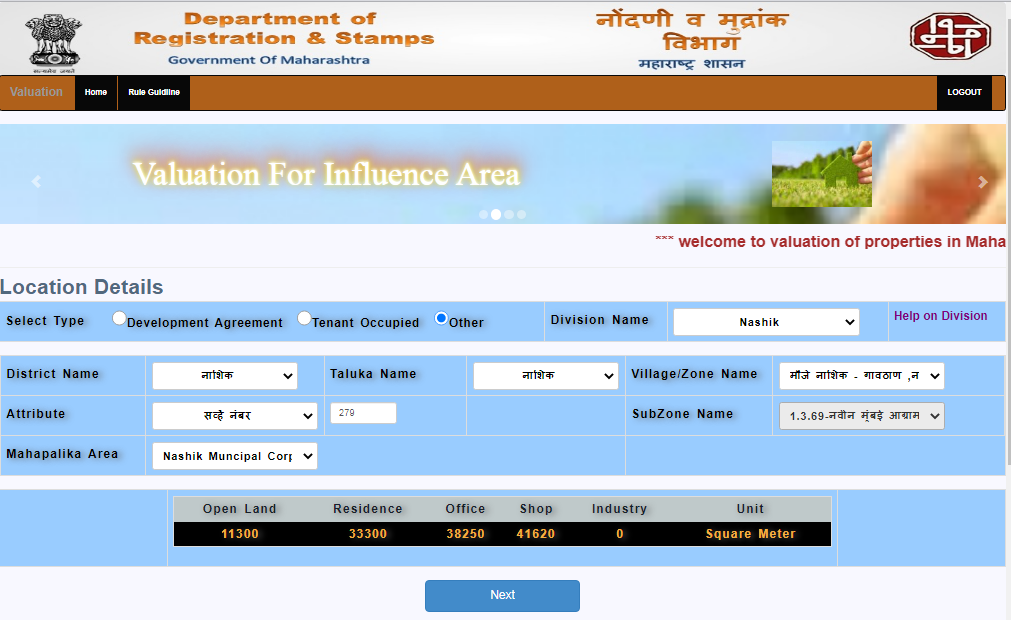 Department of
Registration & Stamps
Government Of Maharashtra
नोंदणी व मुद्रांक
विभाग
महाराष्ट्र शासन
सत्यमेव जयते
Valuation Home Rule Guidline LOGOUT
Valuation For Influence Area
*** welcome to valuation of properties in Maha
Location Details
Select Type Development Agreement Tenant Occupied Other Division Name Nashik Help on Division
District Name नाशिक Taluka Name नाशिक Village/Zone Name मौजे नाशिक - गावठाण ,न
Attribute सव्हे नंबर 279 SubZone Name 1.3.69-नवीन मुंबई आग्राम
Mahapalika Area Nashik Muncipal Corp
Open Land Residence Office Shop Industry Unit
11300 33300 38250 41620 0 Square Meter
Next